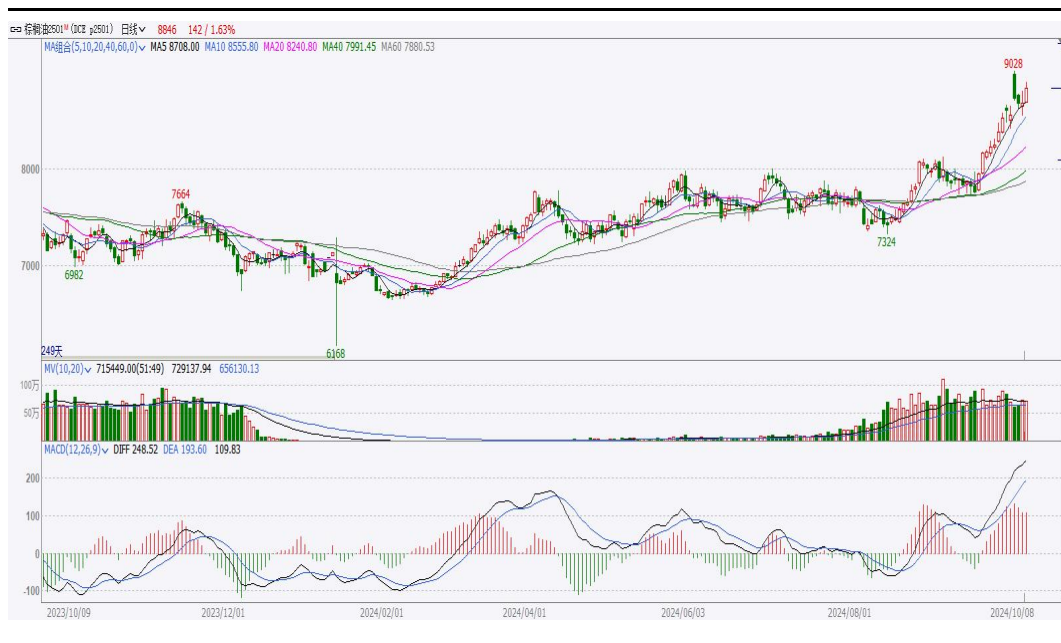 棕榈油2501M (DCE p2501) 日线 8846 142 / 1.63%
MA组合(5,10,20,40,60,0) MA5 8708.00 MA10 8555.80 MA20 8240.80 MA40 7991.45 MA60 7880.53
9028
8000
7664
7324
6982
7000
6168
249天
MV(10,20) 715449.00(51:49) 729137.94 656130.13
100万
50万
MACD(12,26,9) DIFF 248.52 DEA 193.60 109.83
200
100
0
-100
2023/10/09 2023/12/01 2024/02/01 2024/04/01 2024/06/03 2024/08/01 2024/10/08